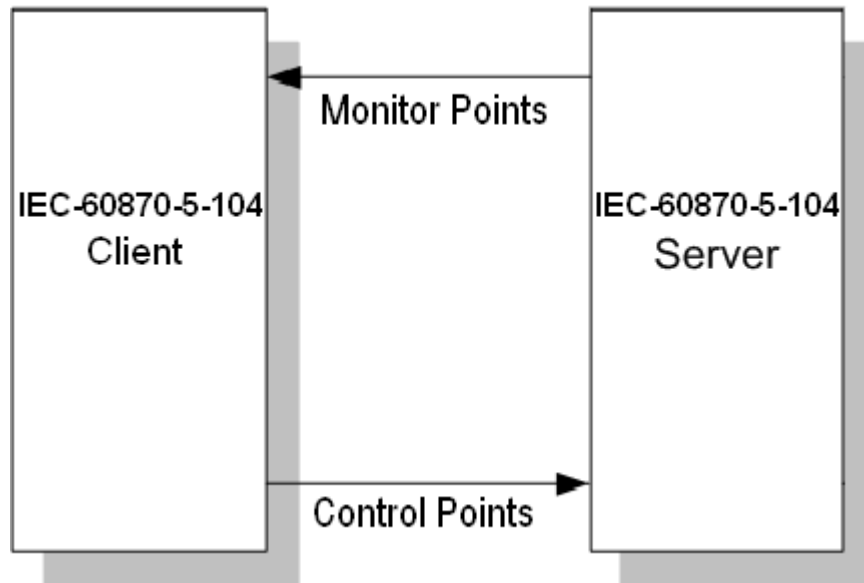 Monitor Points
IEC-60870-5-104
Client
IEC-60870-5-104
Server
Control Points